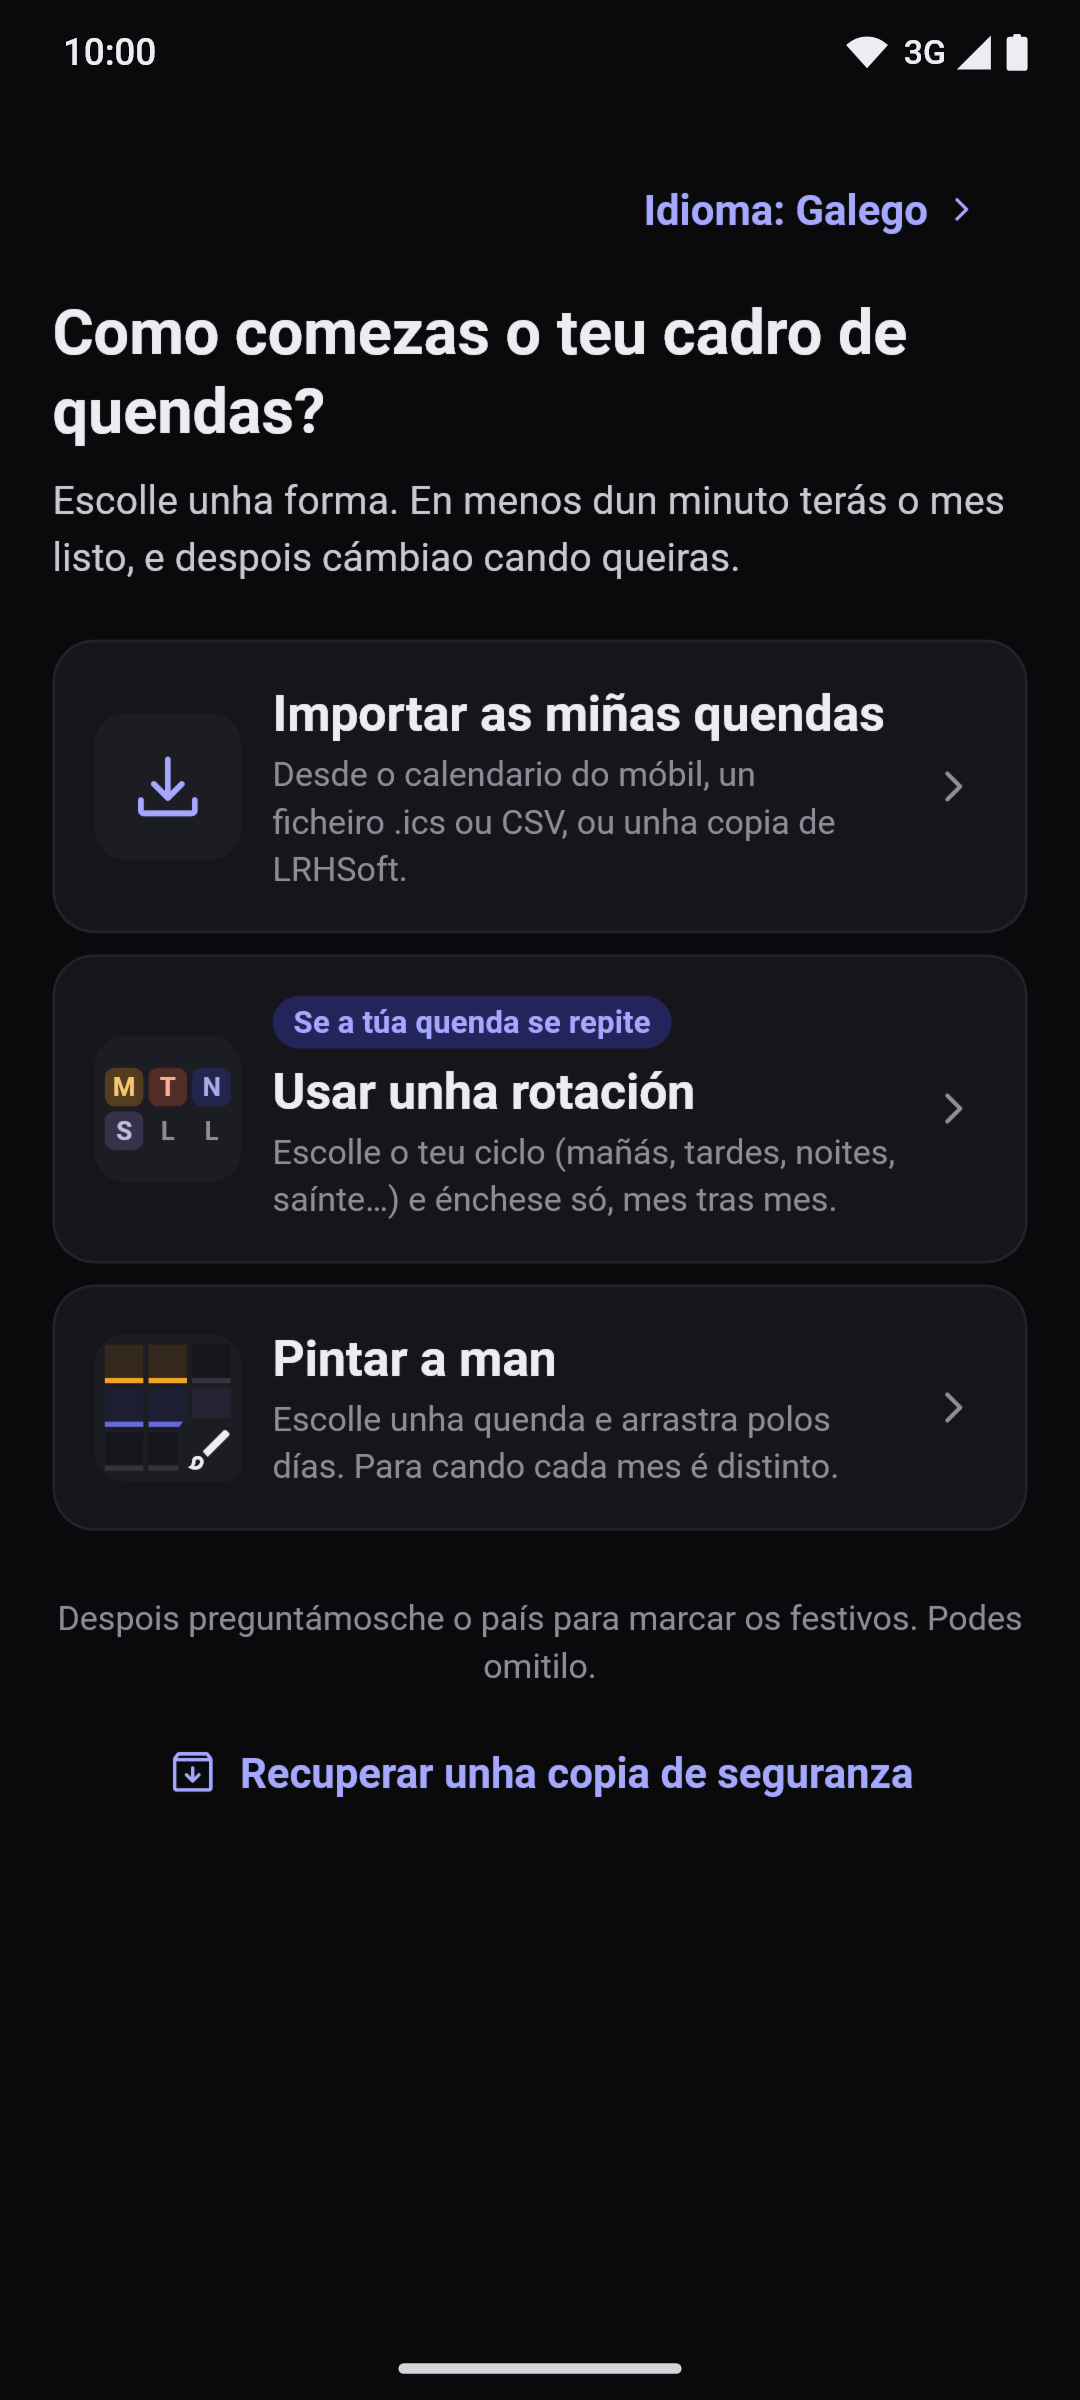 10:00
3G
Idioma: Galego
Como comezas o teu cadro de
quendas?
Escolle unha forma. En menos dun minuto terás o mes
listo, e despois cámbiao cando queiras.
Importar as miñas quendas
Desde o calendario do móbil, un
ficheiro .ics ou CSV, ou unha copia de
LRHSoft.
Se a túa quenda se repite
M T N
S L L
Usar unha rotación
Escolle o teu ciclo (mañás, tardes, noites,
saínte…) e énchese só, mes tras mes.
Pintar a man
Escolle unha quenda e arrastra polos
días. Para cando cada mes é distinto.
Despois preguntámosche o país para marcar os festivos. Podes
omitilo.
Recuperar unha copia de seguranza